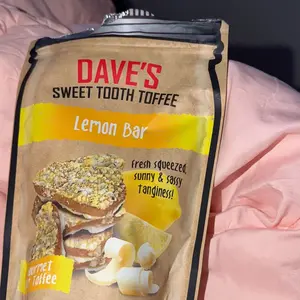 DAVE'S
SWEET TOOTH TOFFEE
Lemon Bar
Fresh squeezed,
sunny & sassy
tanginess!
Toffee